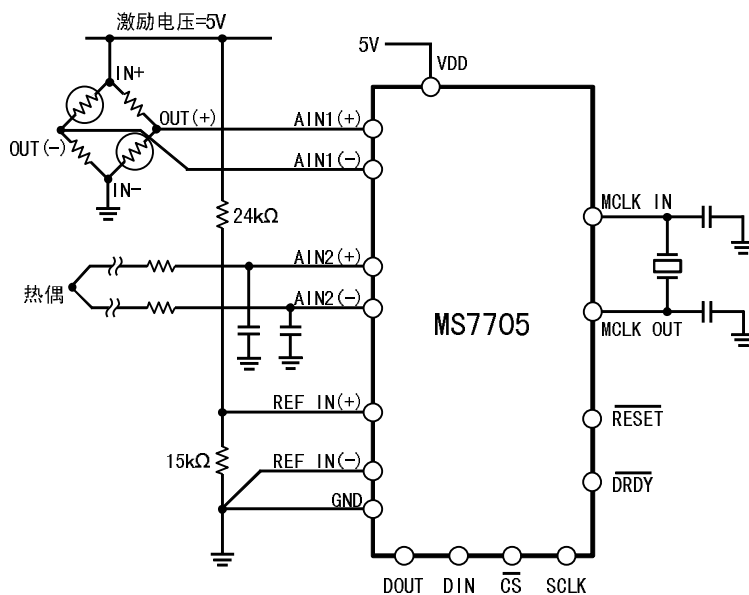 激励电压=5V
5V
VDD
IN+
OUT(+)
AIN1(+)
OUT(-)
AIN1(-)
IN-
24kΩ
MCLK IN
AIN2(+)
热偶
AIN2(-)
MS7705
MCLK OUT
REF IN(+)
RESET
15kΩ
REF IN(-)
GND
DRDY
DOUT
DIN
CS
SCLK